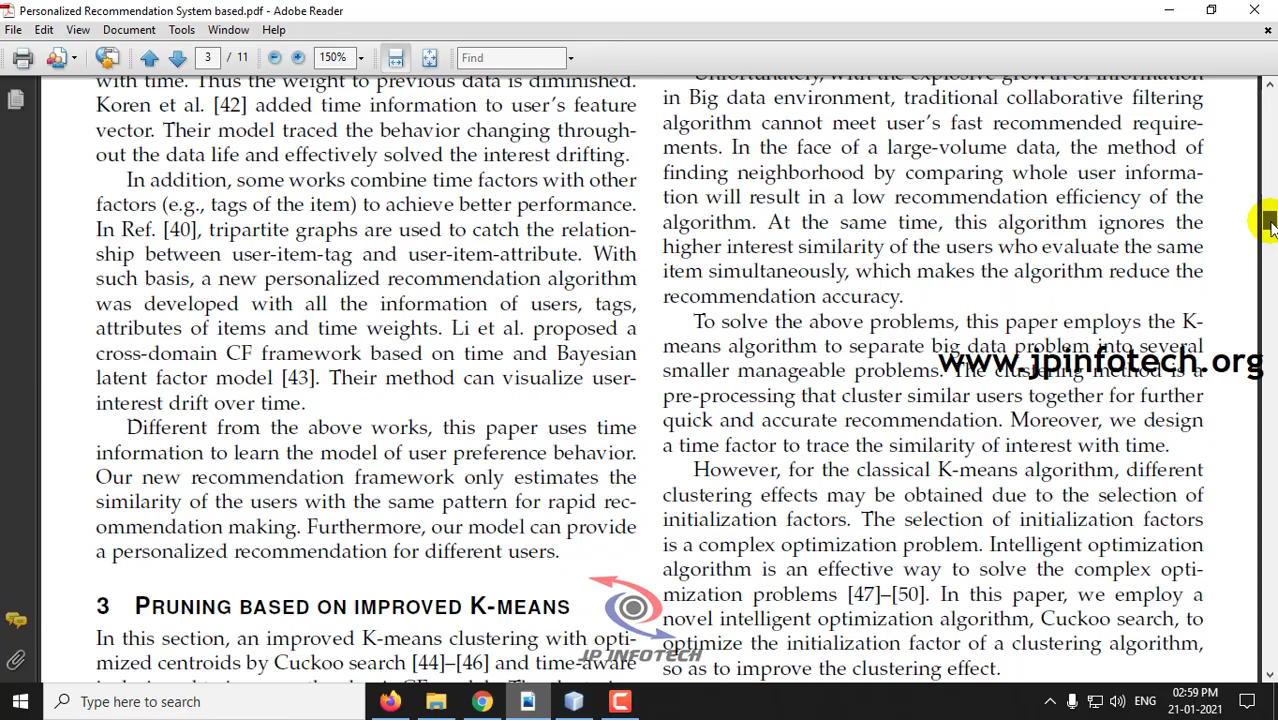 Personalized Recommendation System based.pdf - Adobe Reader
File Edit View Document Tools Window Help
3 / 11 150% Find
with time. Thus the weight to previous data is diminished.
Koren et al. [42] added time information to user's feature
vector. Their model traced the behavior changing through-
out the data life and effectively solved the interest drifting.
In addition, some works combine time factors with other
factors (e.g., tags of the item) to achieve better performance.
In Ref. [40], tripartite graphs are used to catch the relation-
ship between user-item-tag and user-item-attribute. With
such basis, a new personalized recommendation algorithm
was developed with all the information of users, tags,
attributes of items and time weights. Li et al. proposed a
cross-domain CF framework based on time and Bayesian
latent factor model [43]. Their method can visualize user-
interest drift over time.
Different from the above works, this paper uses time
information to learn the model of user preference behavior.
Our new recommendation framework only estimates the
similarity of the users with the same pattern for rapid rec-
ommendation making. Furthermore, our model can provide
a personalized recommendation for different users.
3 PRUNING BASED ON IMPROVED K-MEANS
In this section, an improved K-means clustering with opti-
mized centroids by Cuckoo search [44]–[46] and time-aware
Unfortunately, with the explosive growth of information
in Big data environment, traditional collaborative filtering
algorithm cannot meet user's fast recommended require-
ments. In the face of a large-volume data, the method of
finding neighborhood by comparing whole user informa-
tion will result in a low recommendation efficiency of the
algorithm. At the same time, this algorithm ignores the
higher interest similarity of the users who evaluate the same
item simultaneously, which makes the algorithm reduce the
recommendation accuracy.
To solve the above problems, this paper employs the K-
means algorithm to separate big data problem into several
www.jpinfotech.org
smaller manageable problems. The clustering method is a
pre-processing that cluster similar users together for further
quick and accurate recommendation. Moreover, we design
a time factor to trace the similarity of interest with time.
However, for the classical K-means algorithm, different
clustering effects may be obtained due to the selection of
initialization factors. The selection of initialization factors
is a complex optimization problem. Intelligent optimization
algorithm is an effective way to solve the complex opti-
mization problems [47]–[50]. In this paper, we employ a
novel intelligent optimization algorithm, Cuckoo search, to
optimize the initialization factor of a clustering algorithm,
so as to improve the clustering effect.
JP INFOTECH
Type here to search
ENG
02:59 PM
21-01-2021